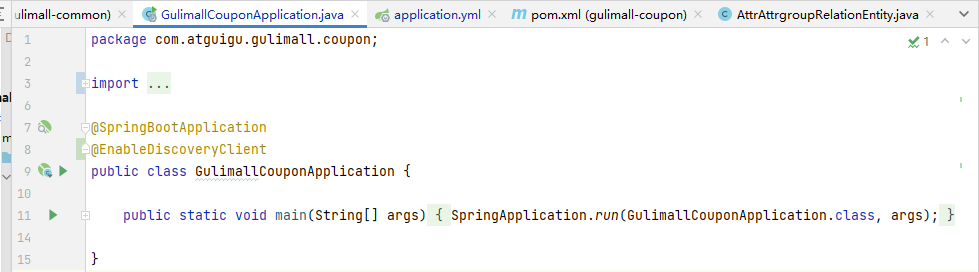 ulimall-common) GulimallCouponApplication.java application.yml pom.xml (gulimall-coupon) AttrAttrgroupRelationEntity.java
1 package com.atguigu.gulimall.coupon; 1
2
3 import ...
6
7 @SpringBootApplication
8 @EnableDiscoveryClient
9 public class GulimallCouponApplication {
10
11 public static void main(String[] args) { SpringApplication.run(GulimallCouponApplication.class, args); }
14
15 }